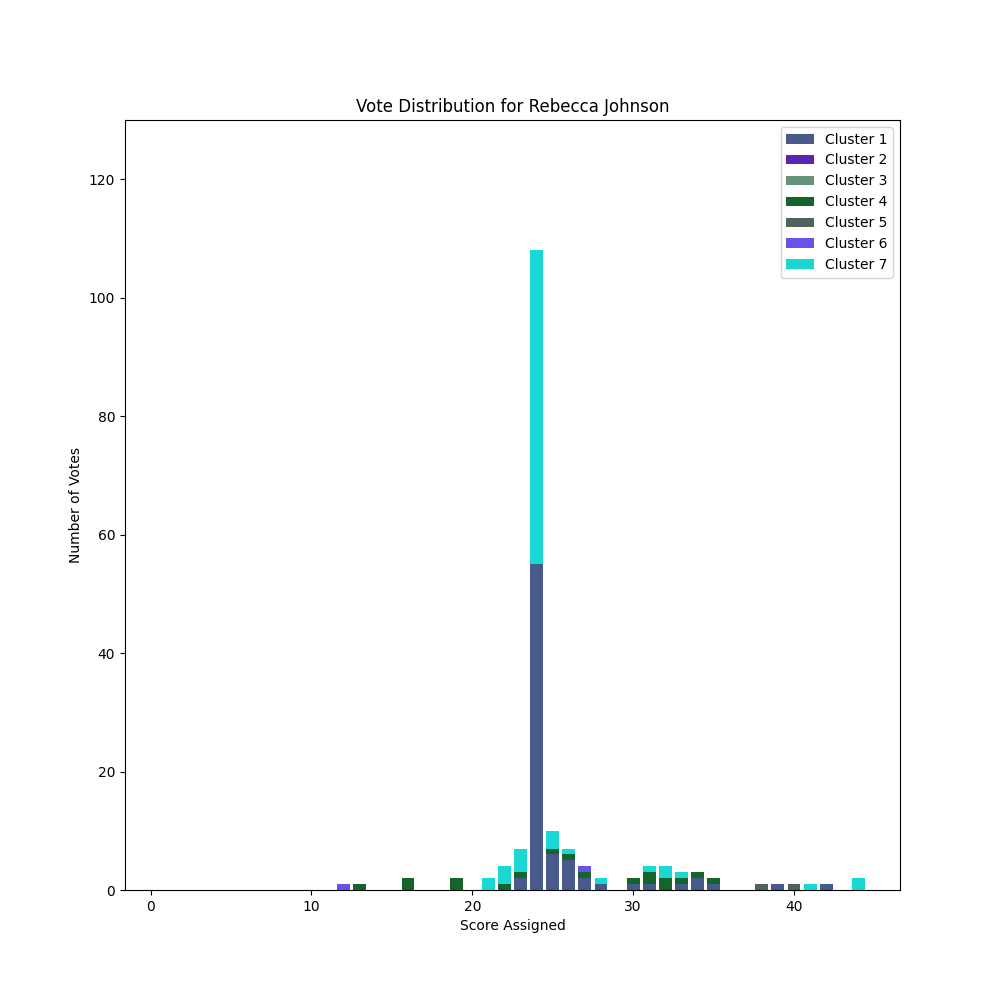 Vote Distribution for Rebecca Johnson
Cluster 1
Cluster 2
Cluster 3
Cluster 4
Cluster 5
Cluster 6
Cluster 7
120
100
80
60
40
20
0
Number of Votes
0 10 20 30 40
Score Assigned